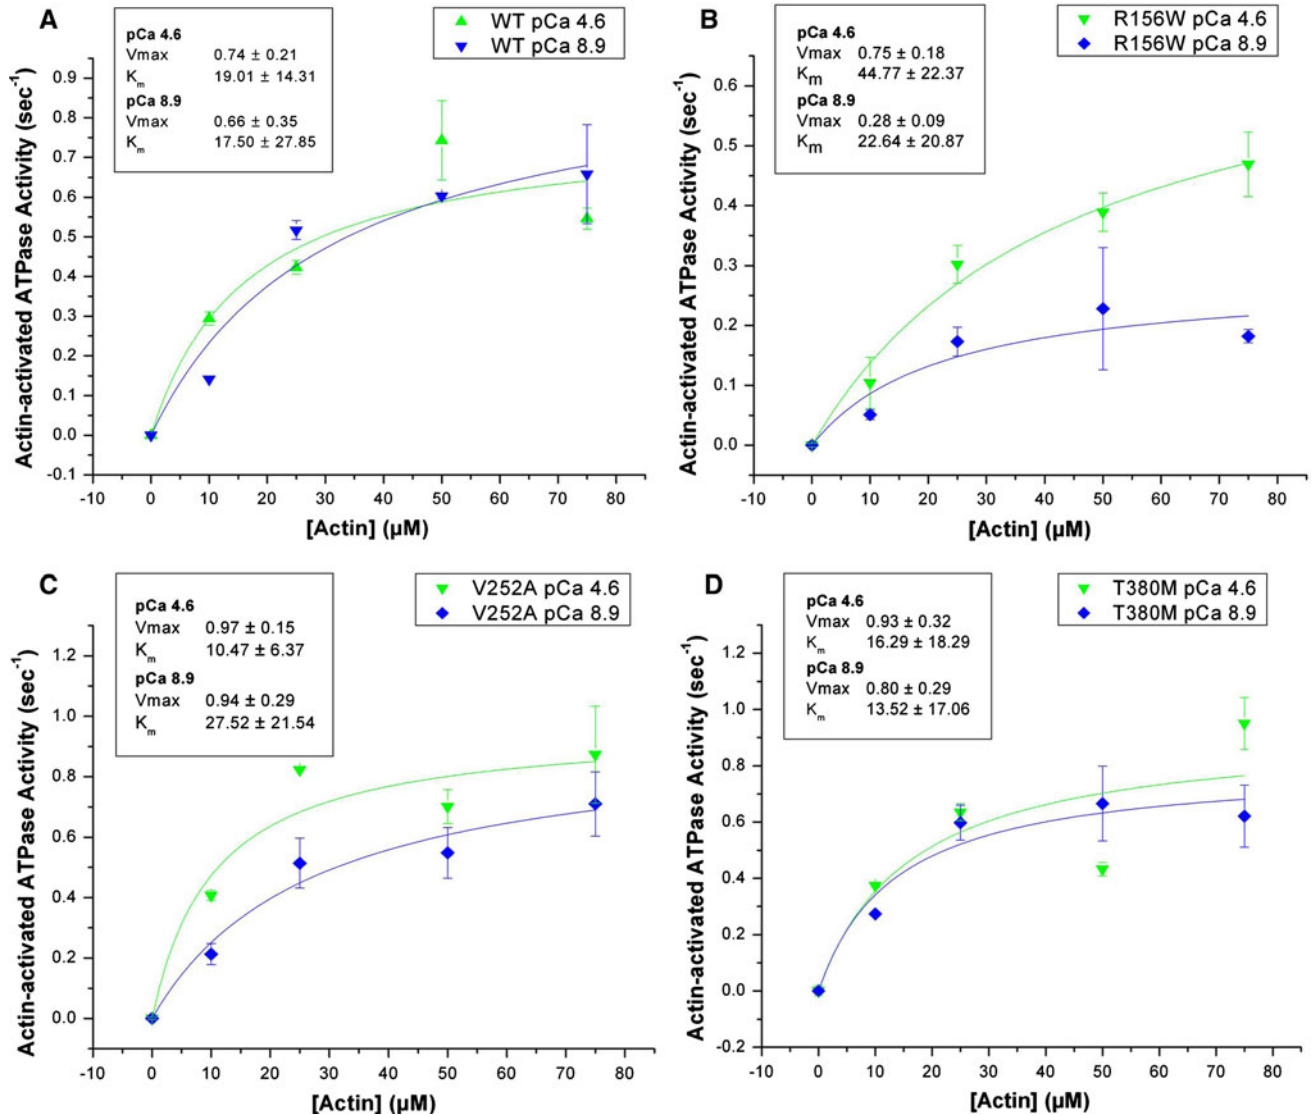 A
pCa 4.6
Vmax 0.74 ± 0.21
Km 19.01 ± 14.31
pCa 8.9
Vmax 0.66 ± 0.35
Km 17.50 ± 27.85
WT pCa 4.6
WT pCa 8.9
Actin-activated ATPase Activity (sec⁻¹)
0.9
0.8
0.7
0.6
0.5
0.4
0.3
0.2
0.1
0.0
-0.1
-10 0 10 20 30 40 50 60 70 80
[Actin] (µM)
B
pCa 4.6
Vmax 0.75 ± 0.18
Km 44.77 ± 22.37
pCa 8.9
Vmax 0.28 ± 0.09
Km 22.64 ± 20.87
R156W pCa 4.6
R156W pCa 8.9
Actin-activated ATPase Activity (sec⁻¹)
0.6
0.5
0.4
0.3
0.2
0.1
0.0
-10 0 10 20 30 40 50 60 70 80
[Actin] (µM)
C
pCa 4.6
Vmax 0.97 ± 0.15
Km 10.47 ± 6.37
pCa 8.9
Vmax 0.94 ± 0.29
Km 27.52 ± 21.54
V252A pCa 4.6
V252A pCa 8.9
Actin-activated ATPase Activity (sec⁻¹)
1.2
1.0
0.8
0.6
0.4
0.2
0.0
-10 0 10 20 30 40 50 60 70 80
[Actin] (µM)
D
pCa 4.6
Vmax 0.93 ± 0.32
Km 16.29 ± 18.29
pCa 8.9
Vmax 0.80 ± 0.29
Km 13.52 ± 17.06
T380M pCa 4.6
T380M pCa 8.9
Actin-activated ATPase Activity (sec⁻¹)
1.2
1.0
0.8
0.6
0.4
0.2
0.0
-0.2
-10 0 10 20 30 40 50 60 70 80
[Actin] (µM)